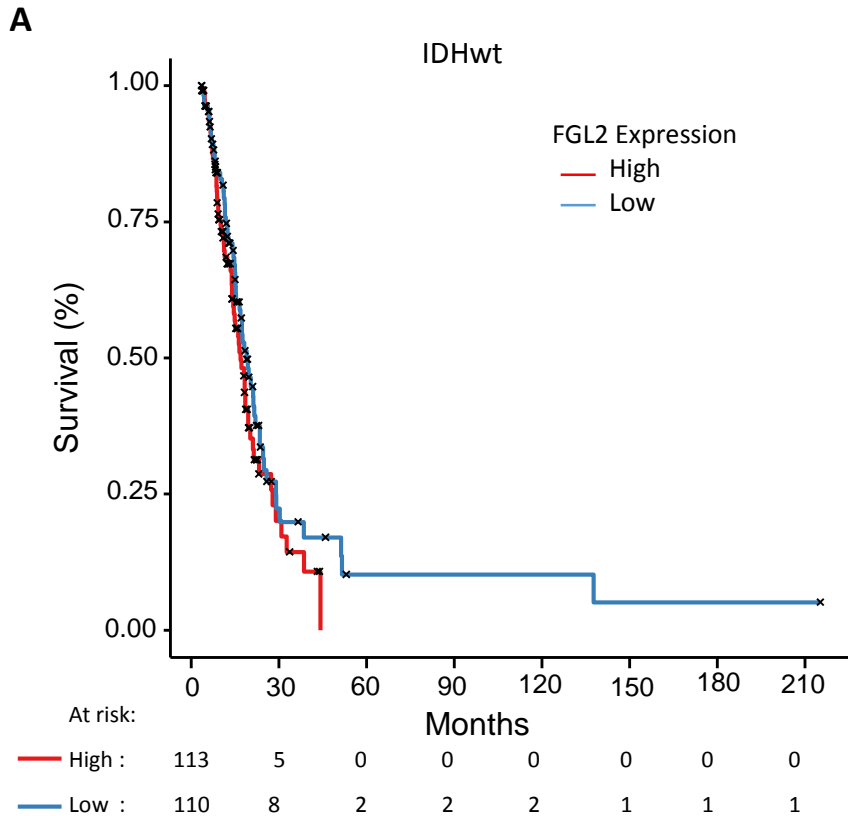 A
IDHwt
FGL2 Expression
High
Low
Survival (%)
1.00
0.75
0.50
0.25
0.00
0 30 60 90 120 150 180 210
Months
At risk:
High : 113 5 0 0 0 0 0 0
Low : 110 8 2 2 2 1 1 1